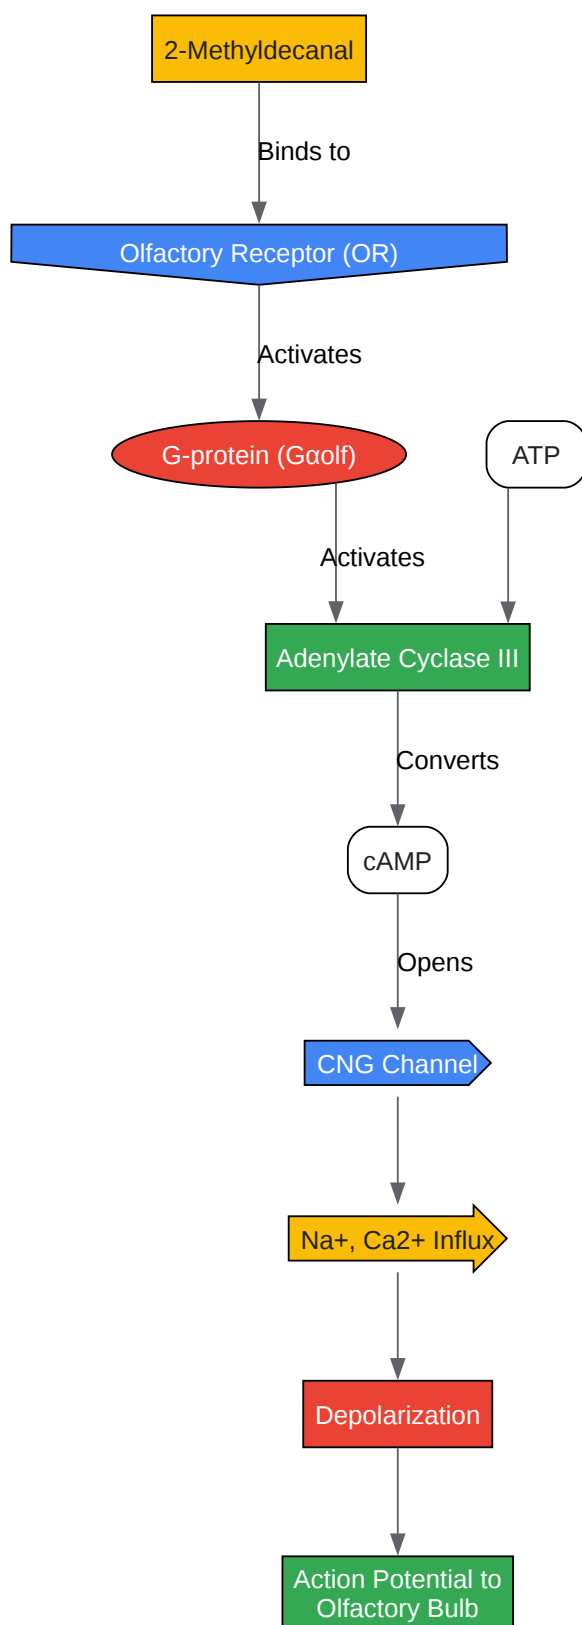 2-Methyldecanal
Binds to
Olfactory Receptor (OR)
Activates
G-protein (Gαolf)
ATP
Activates
Adenylate Cyclase III
Converts
cAMP
Opens
CNG Channel
Na+, Ca2+ Influx
Depolarization
Action Potential to
Olfactory Bulb